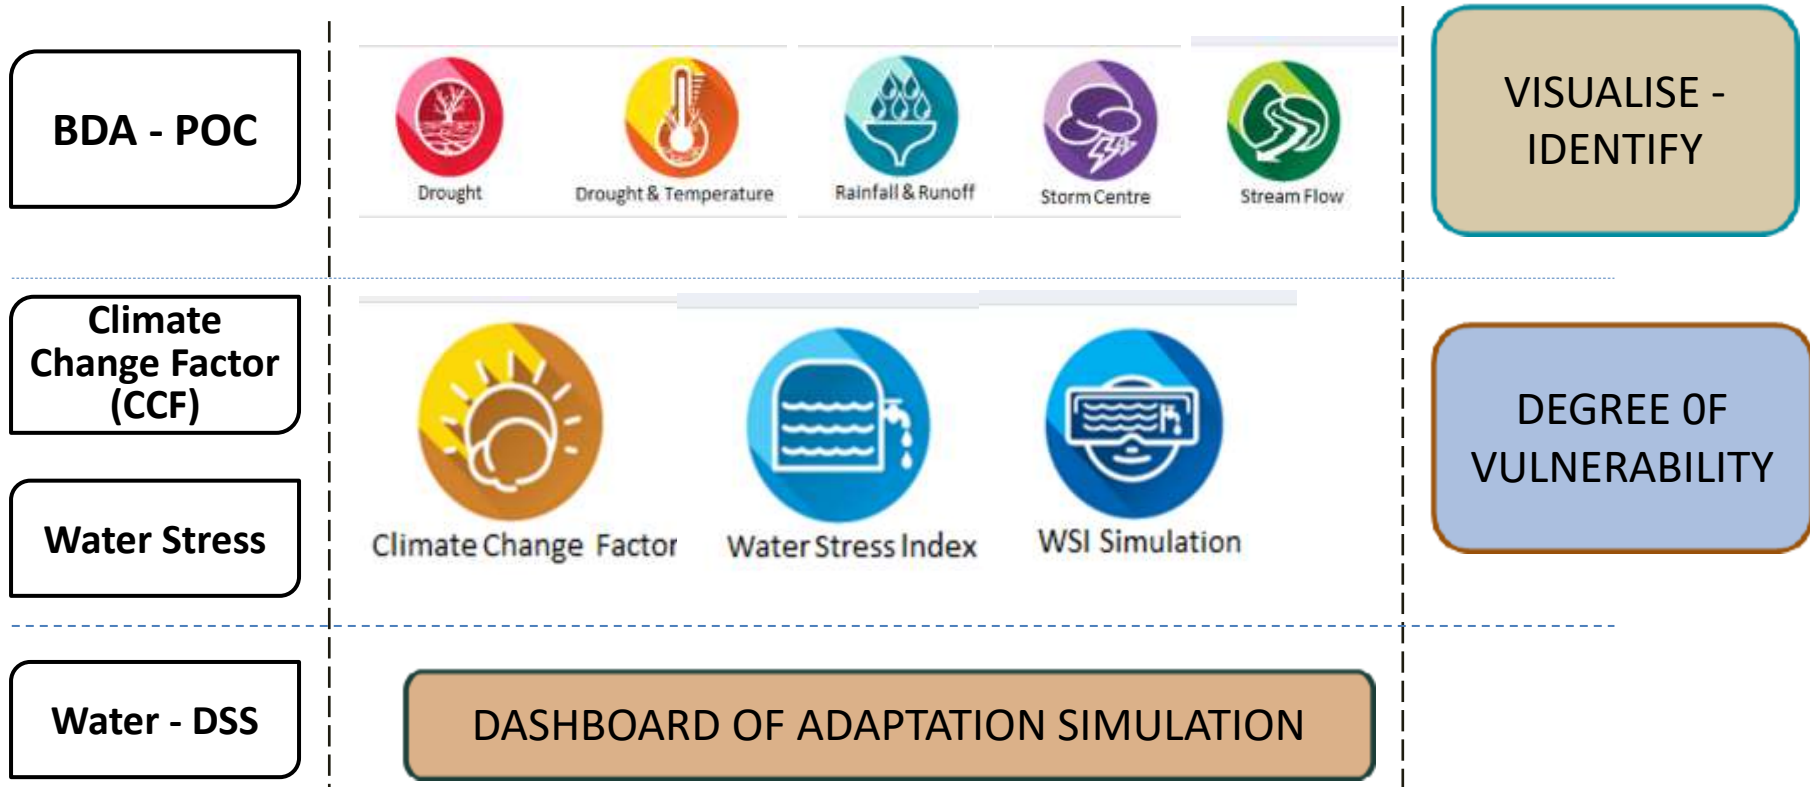 BDA - POC
Drought
Drought & Temperature
Rainfall & Runoff
Storm Centre
Stream Flow
VISUALISE -
IDENTIFY
Climate
Change Factor
(CCF)
Water Stress
Climate Change Factor
Water Stress Index
WSI Simulation
DEGREE 0F
VULNERABILITY
Water - DSS
DASHBOARD OF ADAPTATION SIMULATION